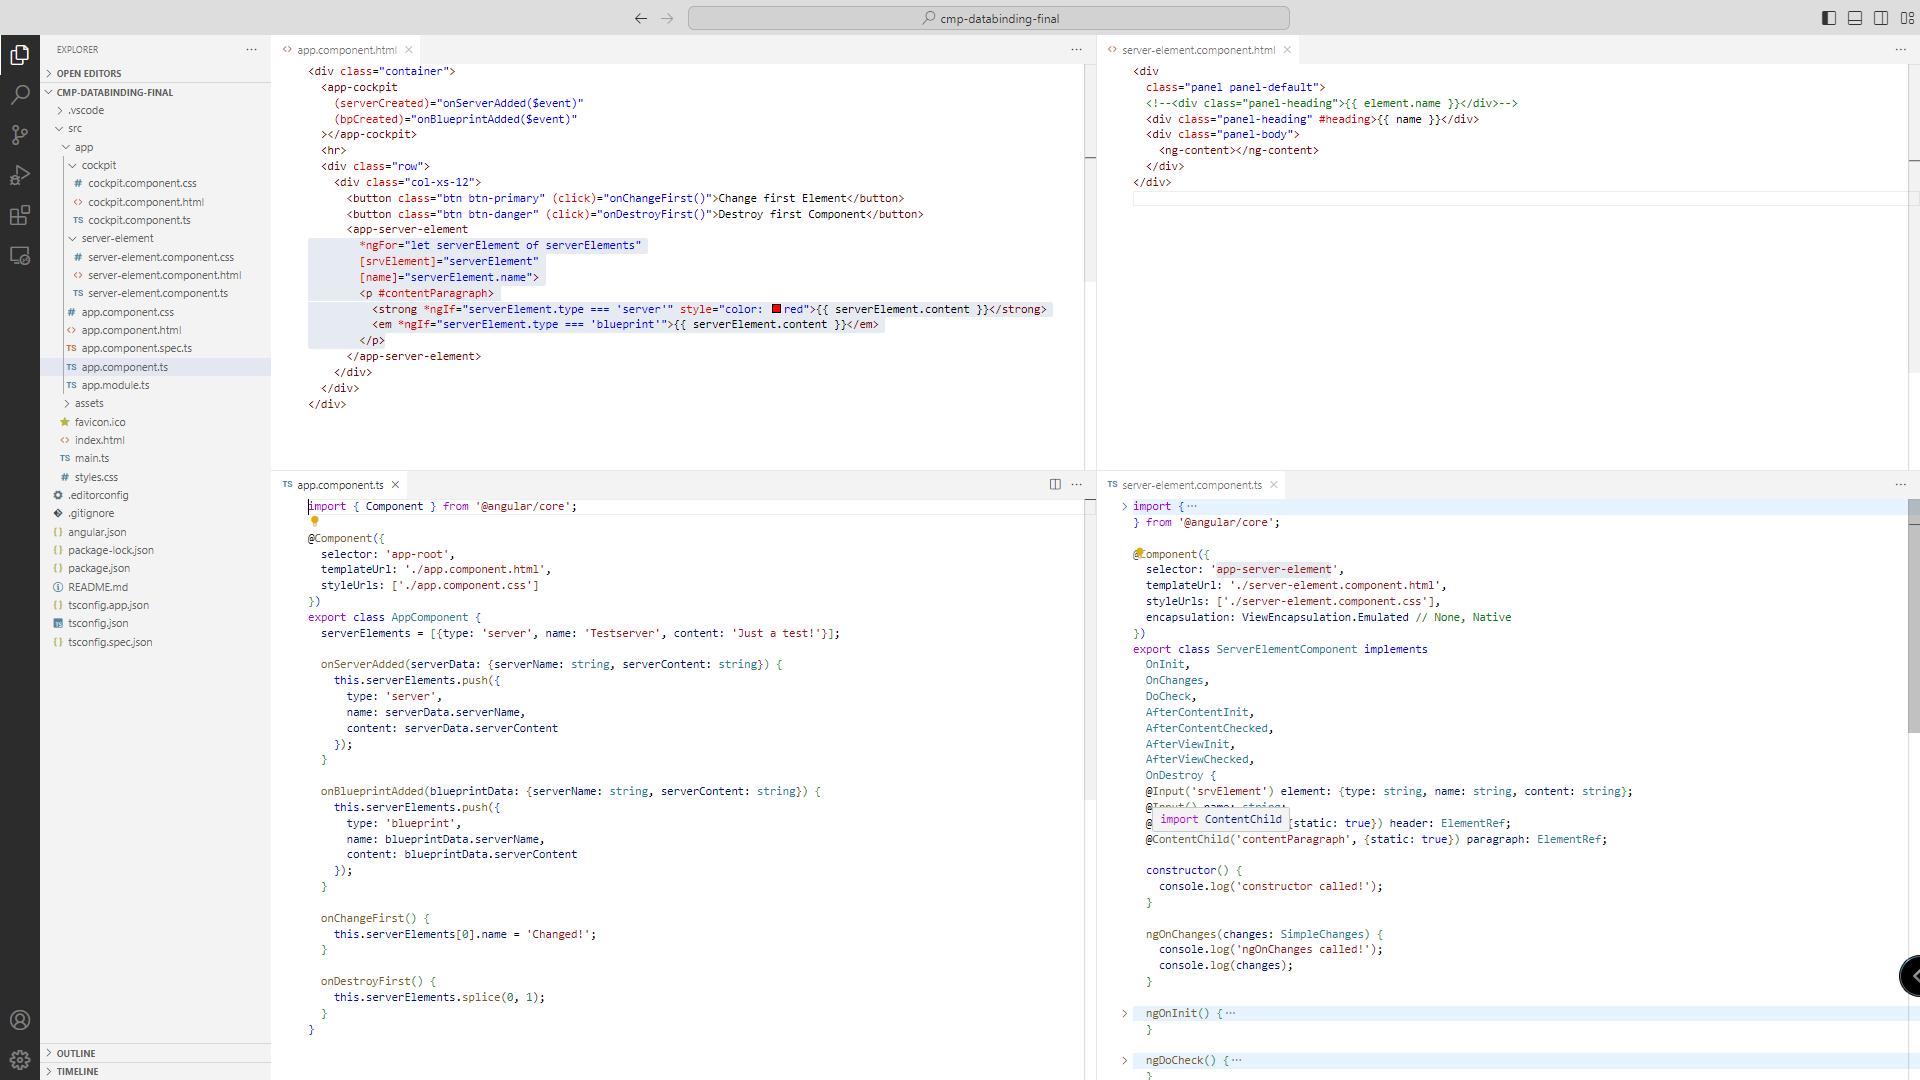 cmp-databinding-final
EXPLORER
OPEN EDITORS
CMP-DATABINDING-FINAL
.vscode
src
app
cockpit
# cockpit.component.css
<> cockpit.component.html
TS cockpit.component.ts
server-element
# server-element.component.css
<> server-element.component.html
TS server-element.component.ts
# app.component.css
<> app.component.html
TS app.component.spec.ts
TS app.component.ts
TS app.module.ts
assets
favicon.ico
<> index.html
TS main.ts
# styles.css
.editorconfig
.gitignore
{} angular.json
{} package-lock.json
{} package.json
README.md
{} tsconfig.app.json
tsconfig.json
{} tsconfig.spec.json
OUTLINE
TIMELINE
<> app.component.html
<div class="container">
<app-cockpit
(serverCreated)="onServerAdded($event)"
(bpCreated)="onBlueprintAdded($event)"
></app-cockpit>
<hr>
<div class="row">
<div class="col-xs-12">
<button class="btn btn-primary" (click)="onChangeFirst()">Change first Element</button>
<button class="btn btn-danger" (click)="onDestroyFirst()">Destroy first Component</button>
<app-server-element
*ngFor="let serverElement of serverElements"
[srvElement]="serverElement"
[name]="serverElement.name">
<p #contentParagraph>
<strong *ngIf="serverElement.type === 'server'" style="color: red">{{ serverElement.content }}</strong>
<em *ngIf="serverElement.type === 'blueprint'">{{ serverElement.content }}</em>
</p>
</app-server-element>
</div>
</div>
</div>
<> server-element.component.html
<div
class="panel panel-default">
<!--<div class="panel-heading">{{ element.name }}</div>-->
<div class="panel-heading" #heading>{{ name }}</div>
<div class="panel-body">
<ng-content></ng-content>
</div>
</div>
TS app.component.ts
import { Component } from '@angular/core';
@Component({
selector: 'app-root',
templateUrl: './app.component.html',
styleUrls: ['./app.component.css']
})
export class AppComponent {
serverElements = [{type: 'server', name: 'Testserver', content: 'Just a test!'}];
onServerAdded(serverData: {serverName: string, serverContent: string}) {
this.serverElements.push({
type: 'server',
name: serverData.serverName,
content: serverData.serverContent
});
}
onBlueprintAdded(blueprintData: {serverName: string, serverContent: string}) {
this.serverElements.push({
type: 'blueprint',
name: blueprintData.serverName,
content: blueprintData.serverContent
});
}
onChangeFirst() {
this.serverElements[0].name = 'Changed!';
}
onDestroyFirst() {
this.serverElements.splice(0, 1);
}
}
TS server-element.component.ts
import {···
} from '@angular/core';
@Component({
selector: 'app-server-element',
templateUrl: './server-element.component.html',
styleUrls: ['./server-element.component.css'],
encapsulation: ViewEncapsulation.Emulated // None, Native
})
export class ServerElementComponent implements
OnInit,
OnChanges,
DoCheck,
AfterContentInit,
AfterContentChecked,
AfterViewInit,
AfterViewChecked,
OnDestroy {
@Input('srvElement') element: {type: string, name: string, content: string};
@Input() name: string;
import ContentChild
@ {static: true}) header: ElementRef;
@ContentChild('contentParagraph', {static: true}) paragraph: ElementRef;
constructor() {
console.log('constructor called!');
}
ngOnChanges(changes: SimpleChanges) {
console.log('ngOnChanges called!');
console.log(changes);
}
ngOnInit() {···
}
ngDoCheck() {···
}